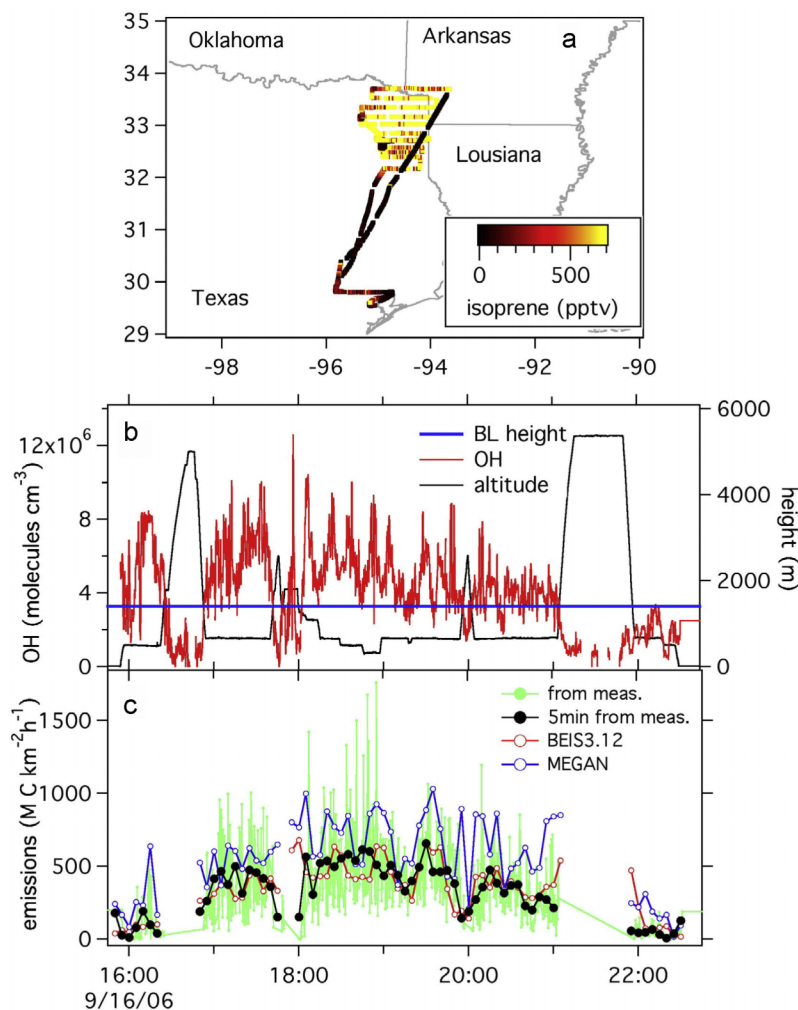 35
34
33
32
31
30
29
Oklahoma
Arkansas
a
Lousiana
Texas
0
500
isoprene (pptv)
-98
-96
-94
-92
-91
-90
b
BL height
OH
altitude
12x10⁶
8
4
0
OH (molecules cm⁻³)
6000
4000
2000
0
height (m)
c
from meas.
5min from meas.
BEIS3.12
MEGAN
1500
1000
500
0
emissions (M C km⁻²h⁻¹)
16:00
18:00
20:00
22:00
9/16/06